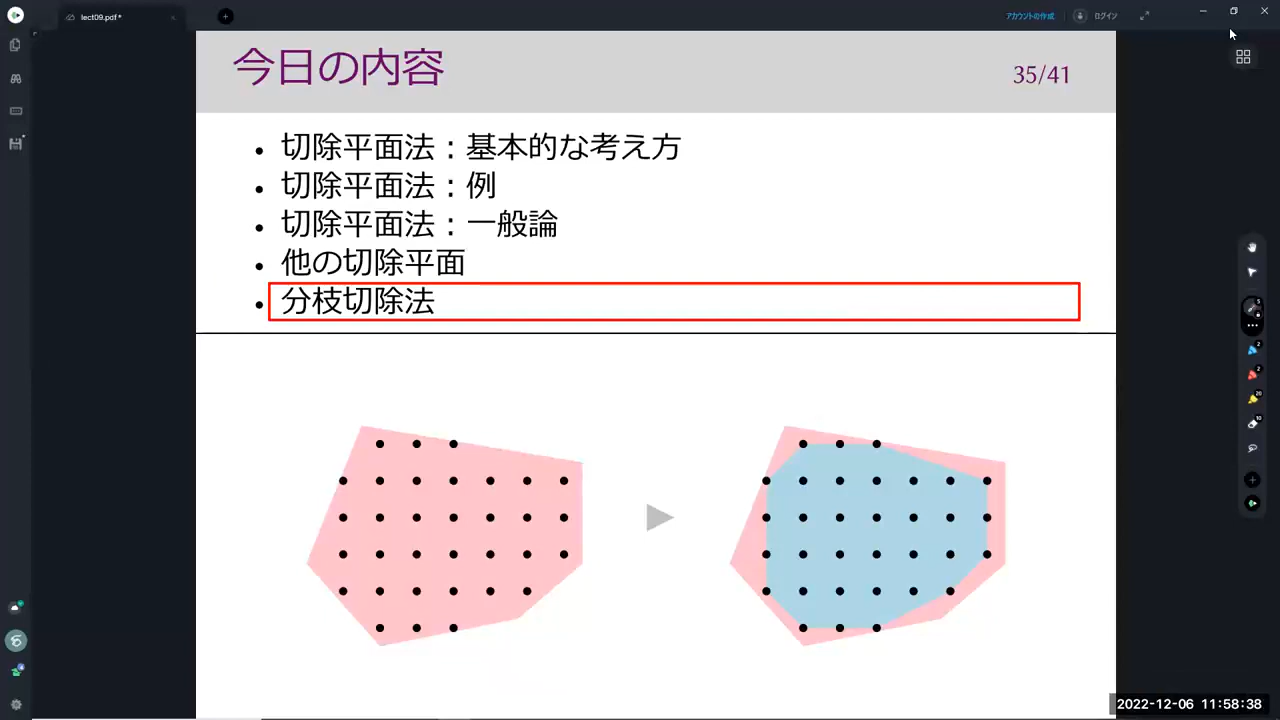 lect09.pdf*
アカウントの作成
ログイン
今日の内容
35/41
• 切除平面法：基本的な考え方
• 切除平面法：例
• 切除平面法：一般論
• 他の切除平面
• 分枝切除法
2022-12-06 11:58:38